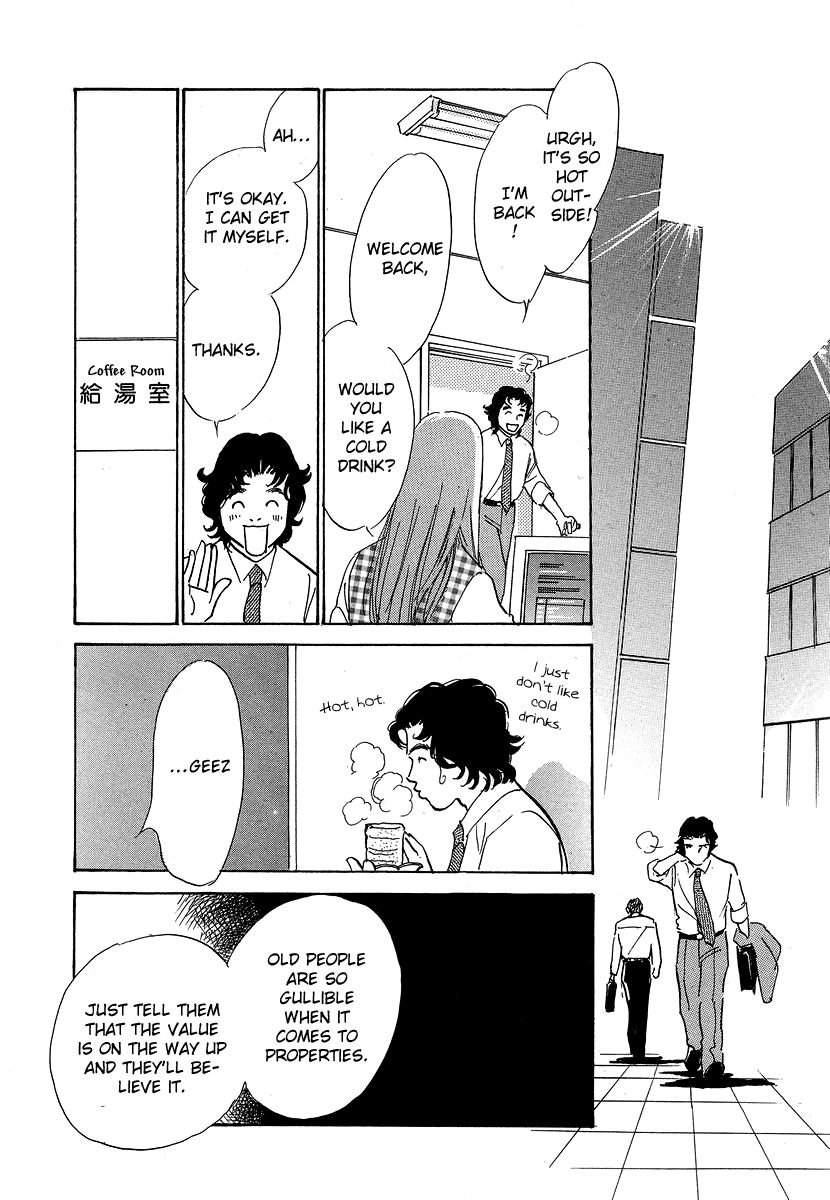 URGH,
IT'S SO
HOT
OUT-
SIDE!
I'M
BACK
!
WELCOME
BACK,
WOULD
YOU
LIKE A
COLD
DRINK?
AH...
IT'S OKAY.
I CAN GET
IT MYSELF.
THANKS.
Coffee Room
給湯室
I just
don't like
cold
drinks.
Hot, hot.
...GEEZ
OLD PEOPLE
ARE SO
GULLIBLE
WHEN IT
COMES TO
PROPERTIES.
JUST TELL THEM
THAT THE VALUE
IS ON THE WAY UP
AND THEY'LL BE-
LIEVE IT.